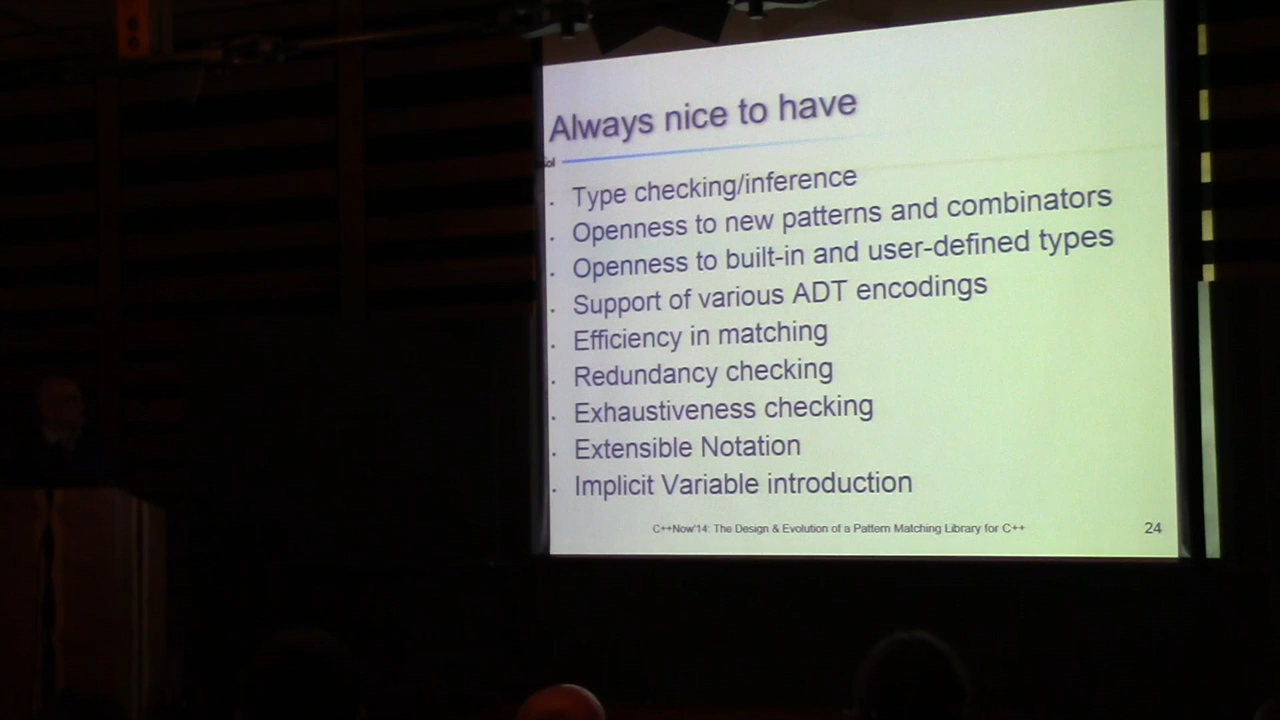 Always nice to have
Type checking/inference
Openness to new patterns and combinators
Openness to built-in and user-defined types
Support of various ADT encodings
Efficiency in matching
Redundancy checking
Exhaustiveness checking
Extensible Notation
Implicit Variable introduction
C++Now'14: The Design & Evolution of a Pattern Matching Library for C++
24